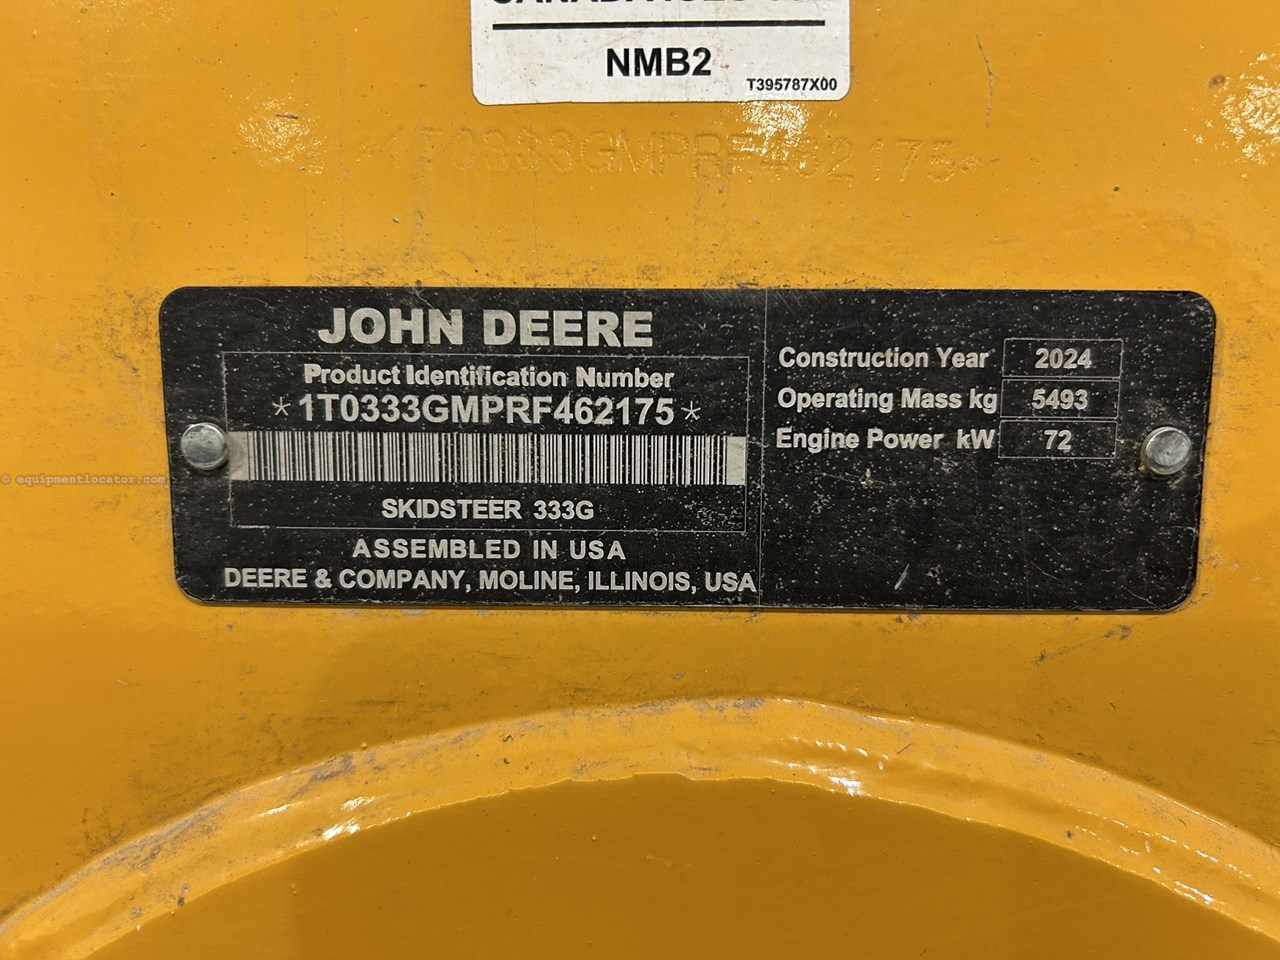 NMB2
T395787X00
*1T0333GMPRF462175*
JOHN DEERE
Product Identification Number
*1T0333GMPRF462175*
SKIDSTEER 333G
ASSEMBLED IN USA
DEERE & COMPANY, MOLINE, ILLINOIS, USA
Construction Year 2024
Operating Mass kg 5493
Engine Power kW 72
© equipmentlocator.com